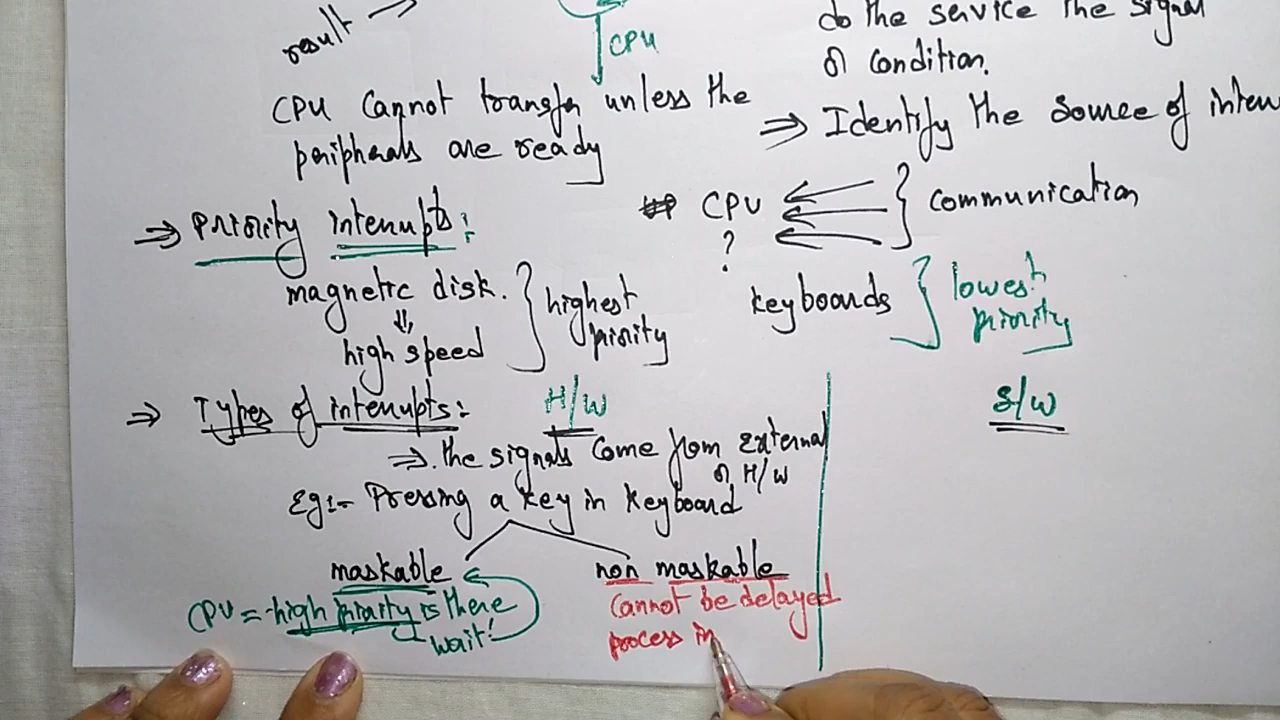 result
CPU
CPU Cannot transfer unless the
peripherals are ready
do the service the signal
or condition.
⇒ Identify the source of
CPU
?
communication
⇒ Priority interrupts:
magnetic disk.
⇓
high speed
highest
priority
keyboards
lowest
priority
⇒ Types of interrupts:
H/W
S/W
⇒ the signals come from external
or H/W
Eg:- Pressing a key in keyboard
maskable
non maskable
CPU = high priority is there
wait!
Cannot be delayed
process in